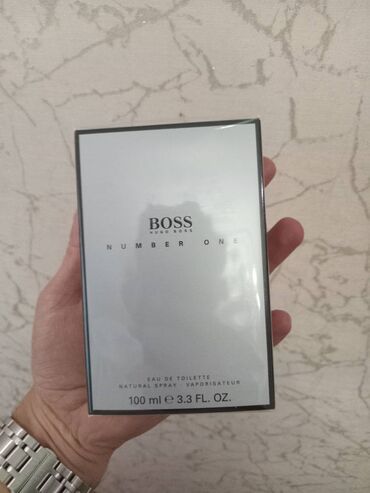 BOSS
HUGO BOSS
NUMBER ONE
EAU DE TOILETTE
NATURAL SPRAY - VAPORISATEUR
100 ml ℮ 3.3 FL. OZ.